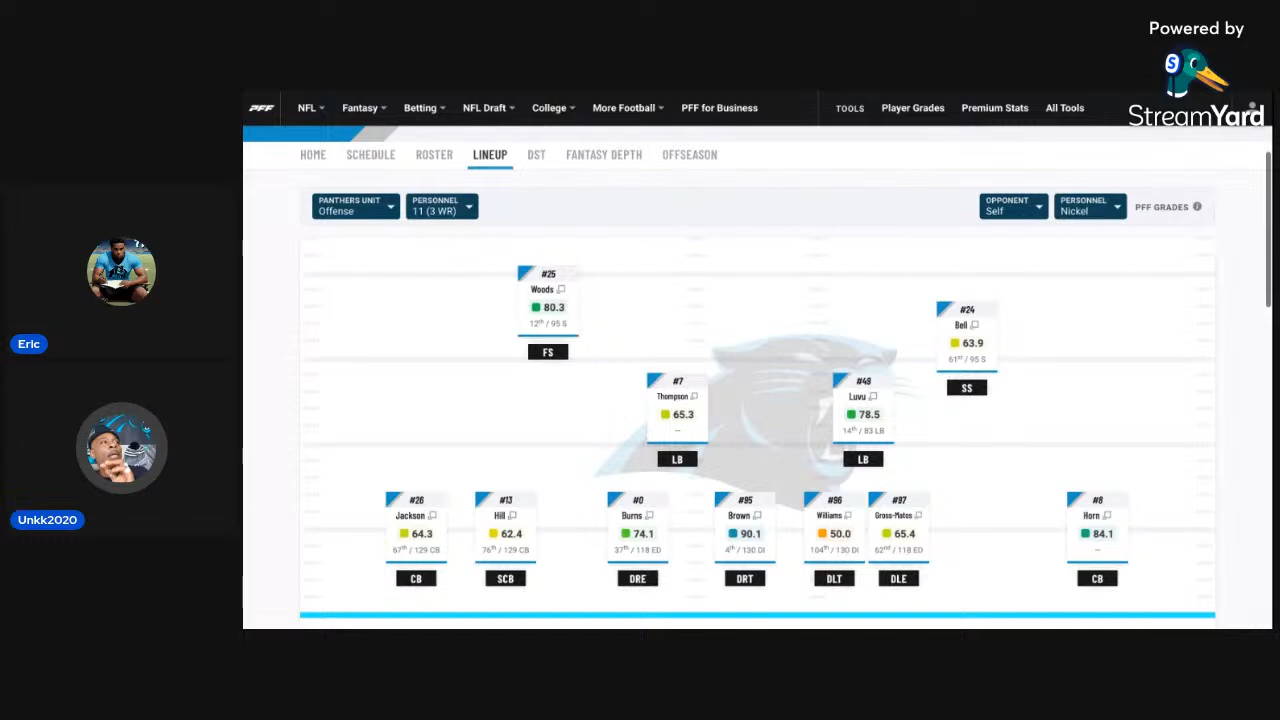 Powered by
StreamYard
PFF NFL Fantasy Betting NFL Draft College More Football PFF for Business TOOLS Player Grades Premium Stats All Tools
HOME SCHEDULE ROSTER LINEUP DST FANTASY DEPTH OFFSEASON
PANTHERS UNIT
Offense
PERSONNEL
11 (3 WR)
OPPONENT
Self
PERSONNEL
Nickel
PFF GRADES
#25
Woods
80.3
12th / 95 S
FS
#24
Bell
63.9
61st / 95 S
SS
#7
Thompson
65.3
--
LB
#49
Luvu
78.5
14th / 83 LB
LB
#26
Jackson
64.3
67th / 129 CB
CB
#13
Hill
62.4
76th / 129 CB
SCB
#0
Burns
74.1
37th / 118 ED
DRE
#95
Brown
90.1
4th / 130 DI
DRT
#96
Williams
50.0
104th / 130 DI
DLT
#97
Gross-Matos
65.4
62nd / 118 ED
DLE
#8
Horn
84.1
--
CB
Eric
Unkk2020